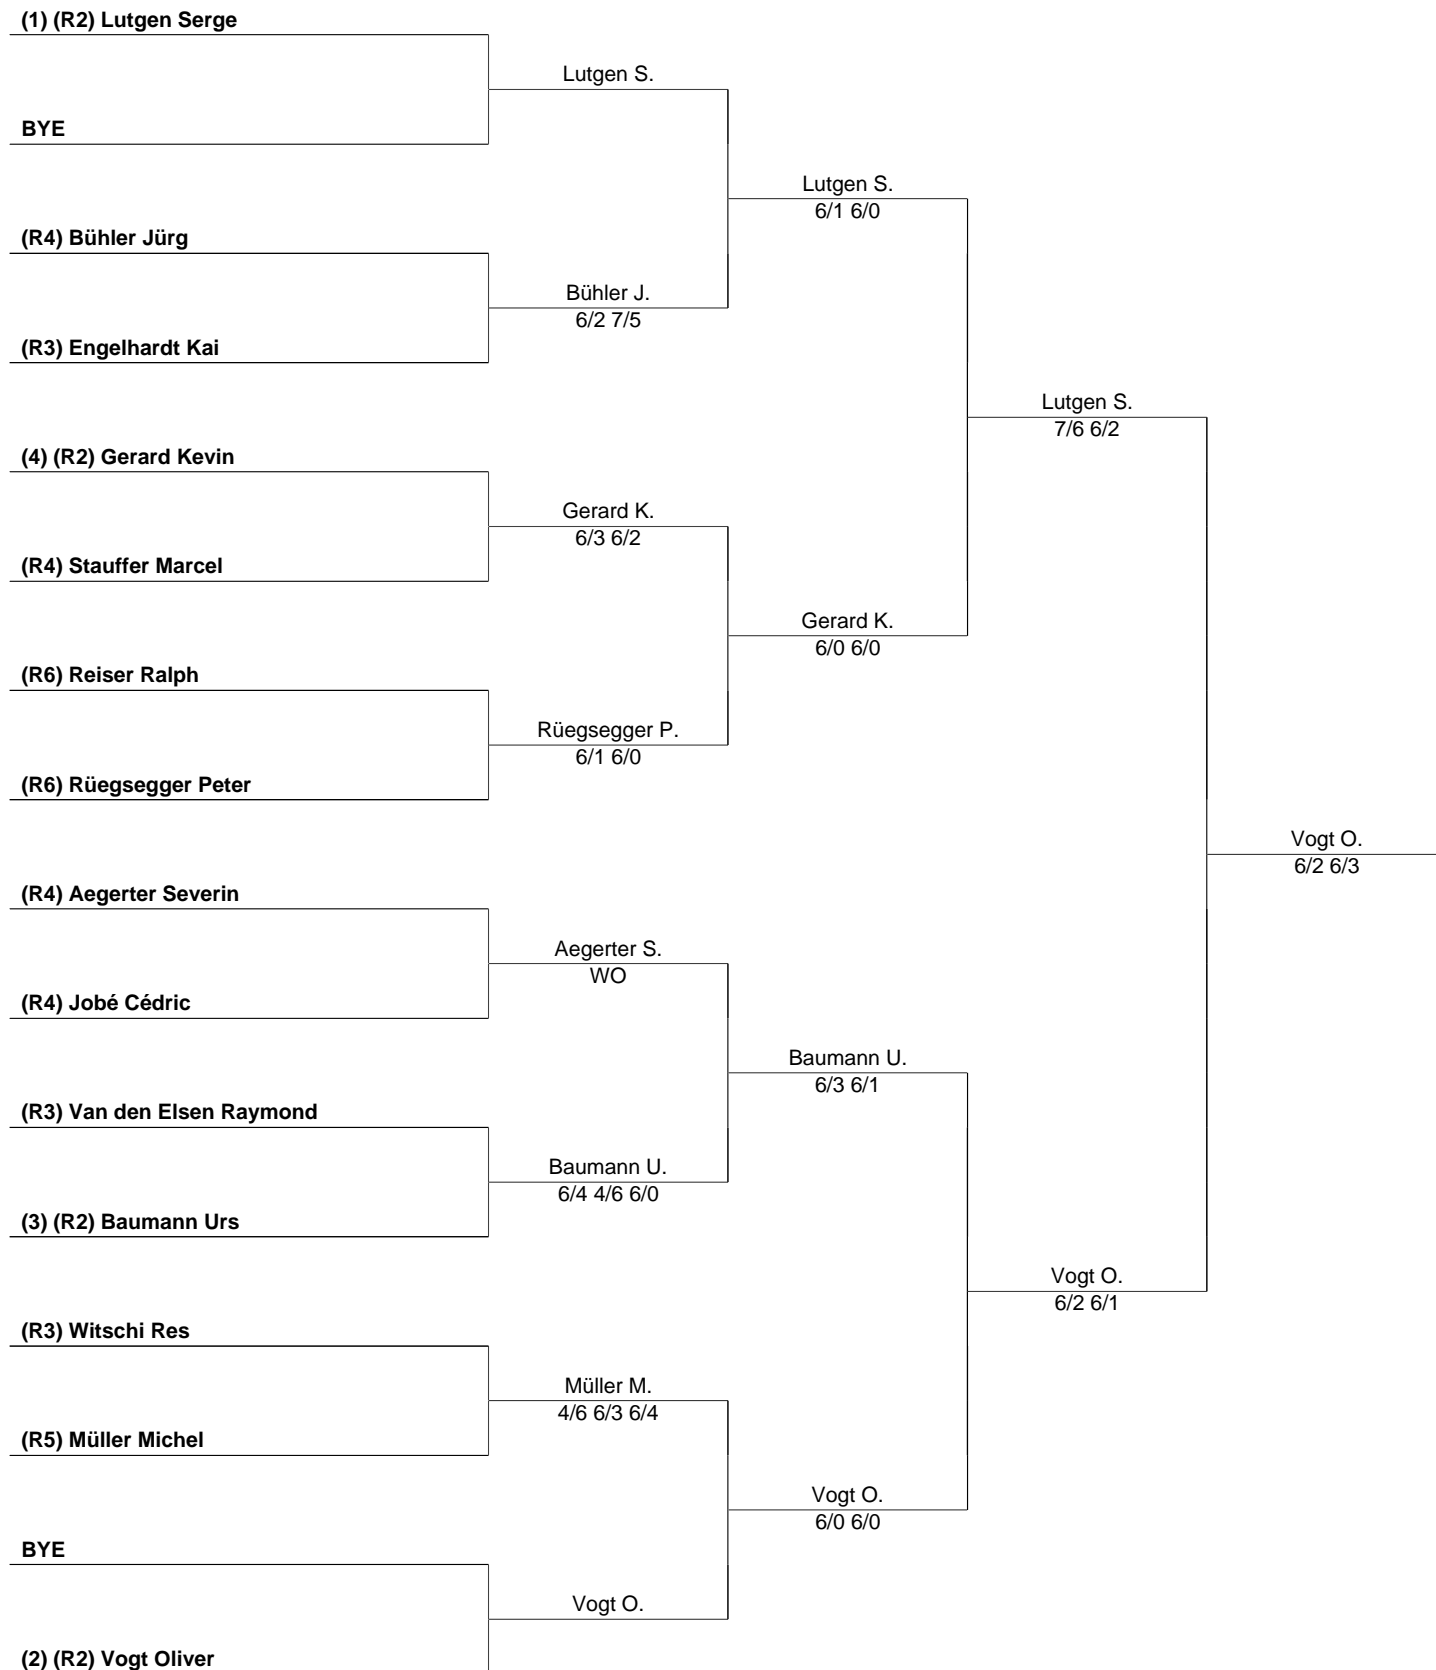 (1) (R2) Lutgen Serge
Lutgen S.
BYE
Lutgen S.
6/1 6/0
(R4) Bühler Jürg
Bühler J.
6/2 7/5
(R3) Engelhardt Kai
Lutgen S.
7/6 6/2
(4) (R2) Gerard Kevin
Gerard K.
6/3 6/2
(R4) Stauffer Marcel
Gerard K.
6/0 6/0
(R6) Reiser Ralph
Rüegsegger P.
6/1 6/0
(R6) Rüegsegger Peter
Vogt O.
6/2 6/3
(R4) Aegerter Severin
Aegerter S.
WO
(R4) Jobé Cédric
Baumann U.
6/3 6/1
(R3) Van den Elsen Raymond
Baumann U.
6/4 4/6 6/0
(3) (R2) Baumann Urs
Vogt O.
6/2 6/1
(R3) Witschi Res
Müller M.
4/6 6/3 6/4
(R5) Müller Michel
Vogt O.
6/0 6/0
BYE
Vogt O.
(2) (R2) Vogt Oliver